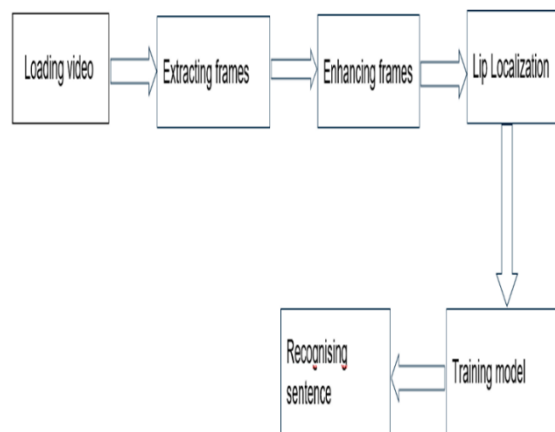 Loading video
Extracting frames
Enhancing frames
Lip Localization
Training model
Recognising
sentence